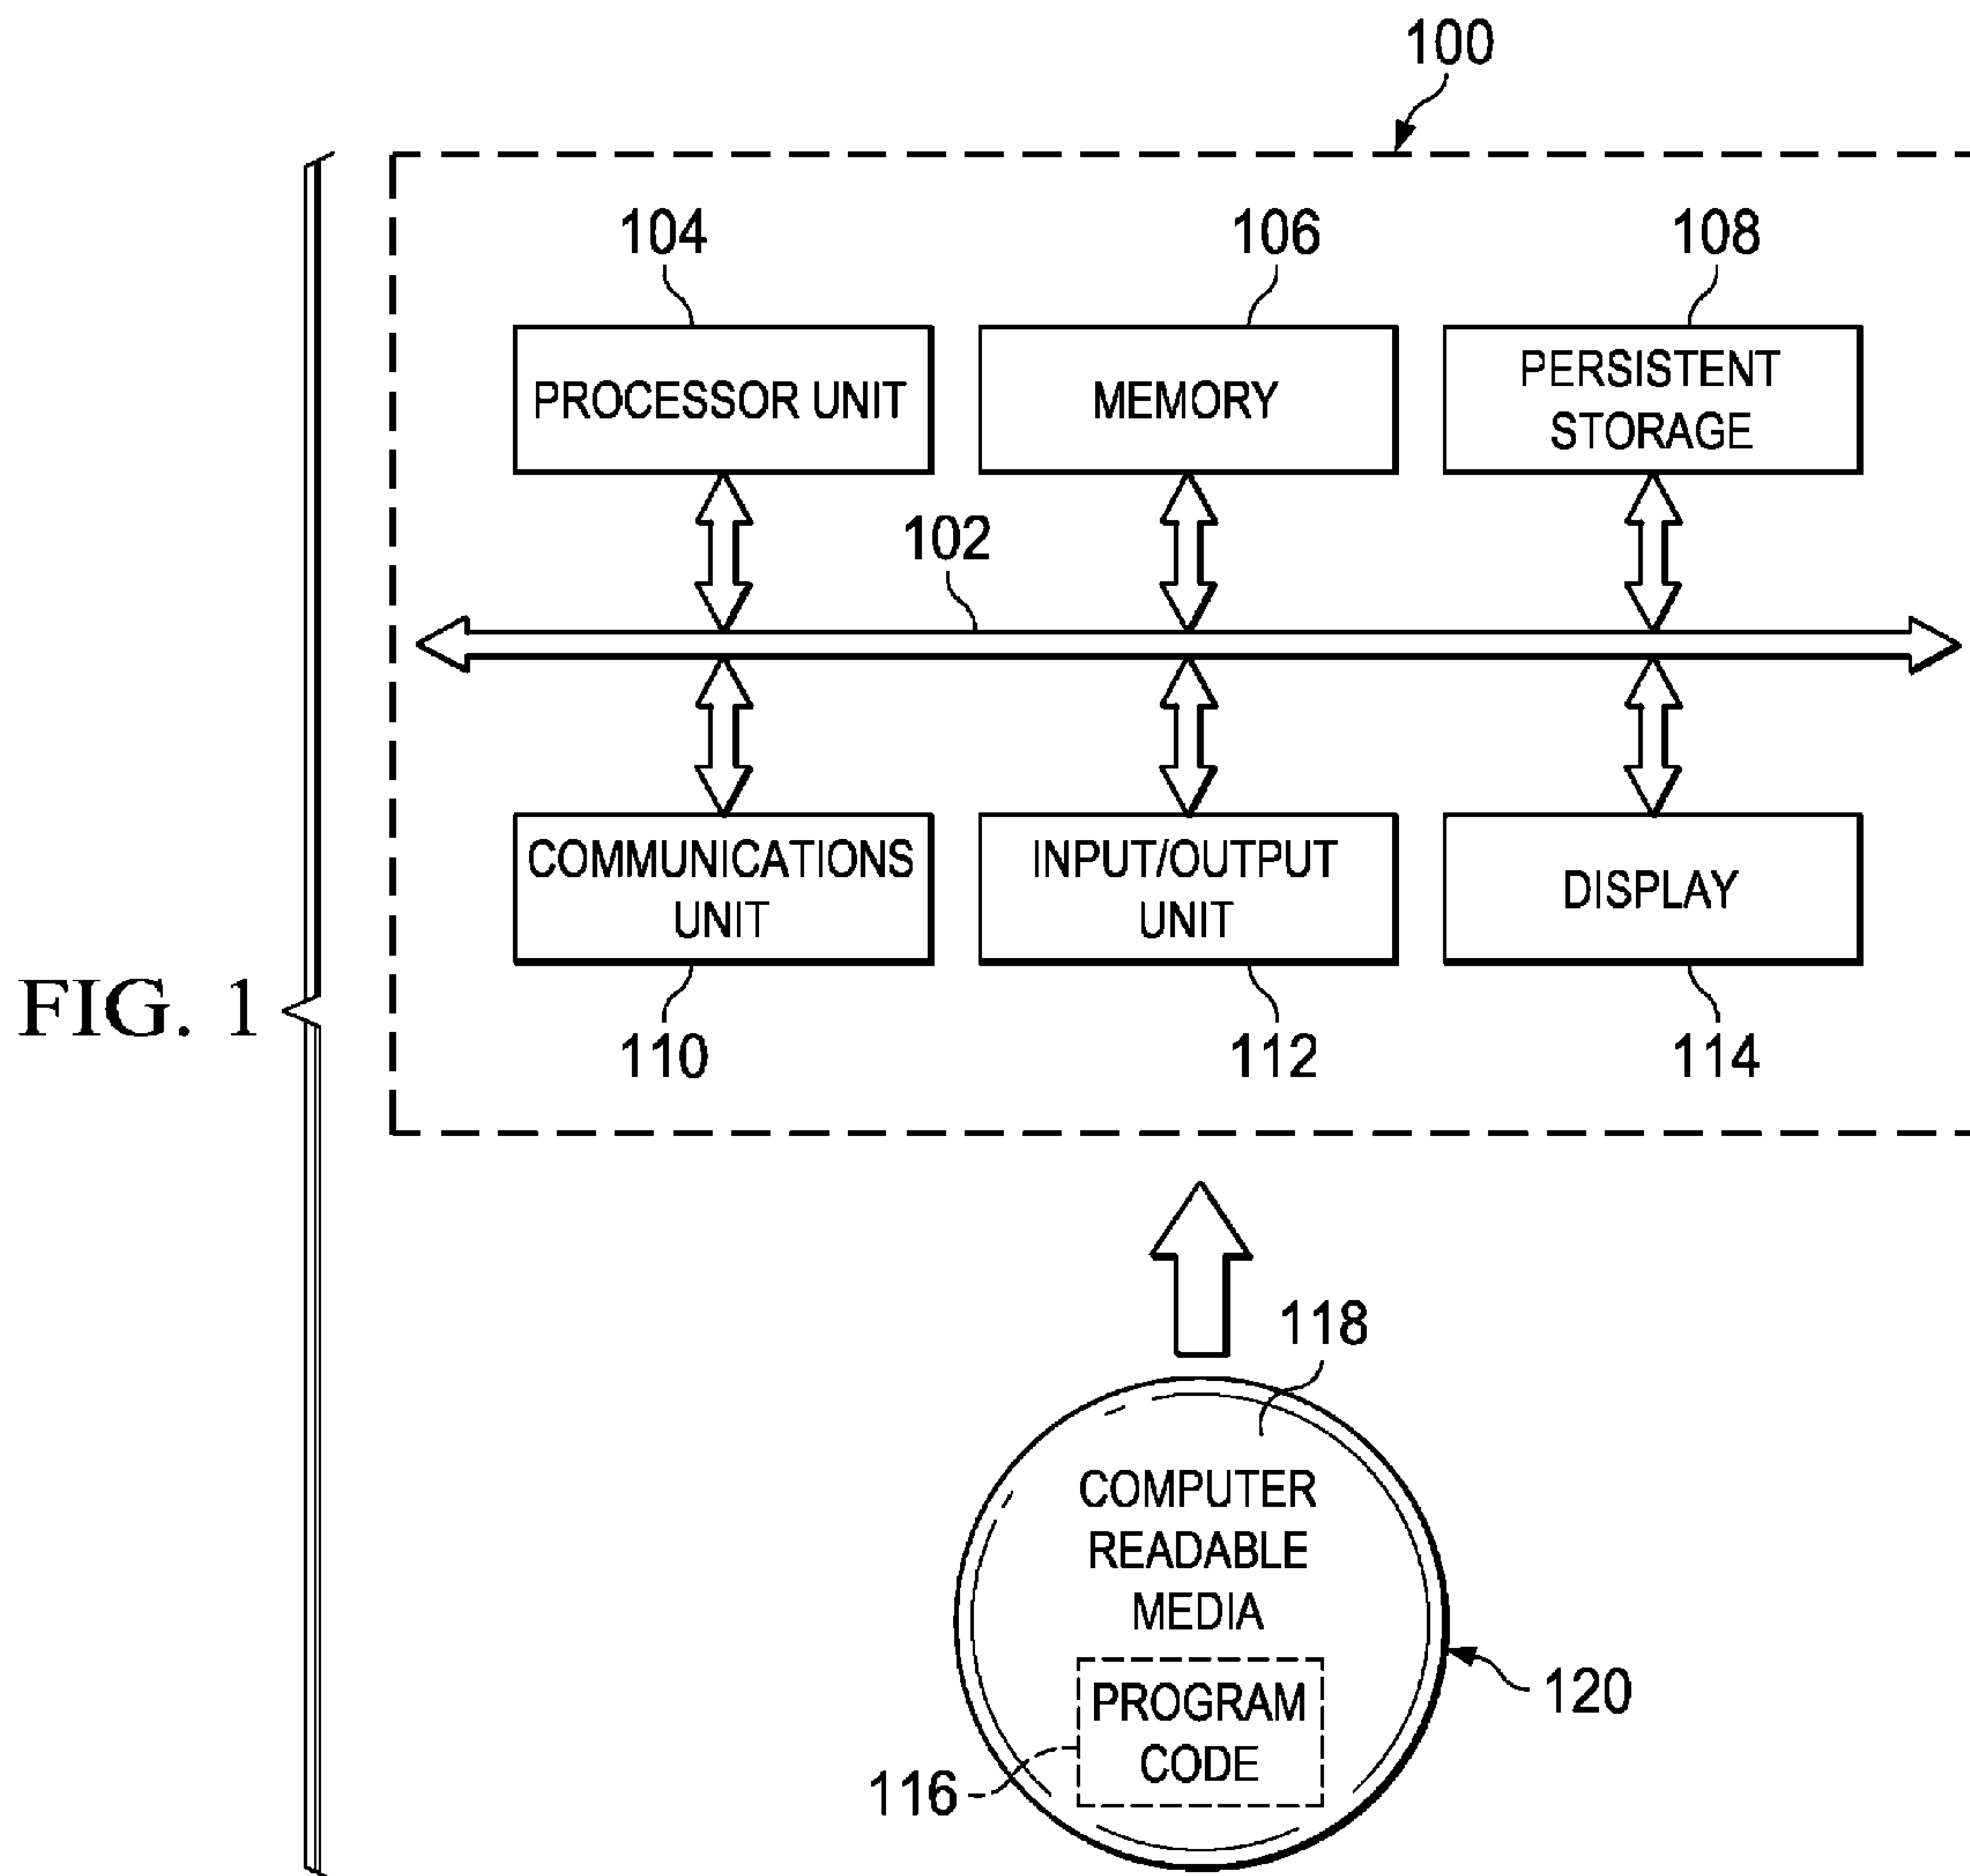 100
104
106
108
PROCESSOR UNIT
MEMORY
PERSISTENT
STORAGE
102
COMMUNICATIONS
UNIT
INPUT/OUTPUT
UNIT
DISPLAY
FIG. 1
110
112
114
118
COMPUTER
READABLE
MEDIA
PROGRAM
CODE
120
116